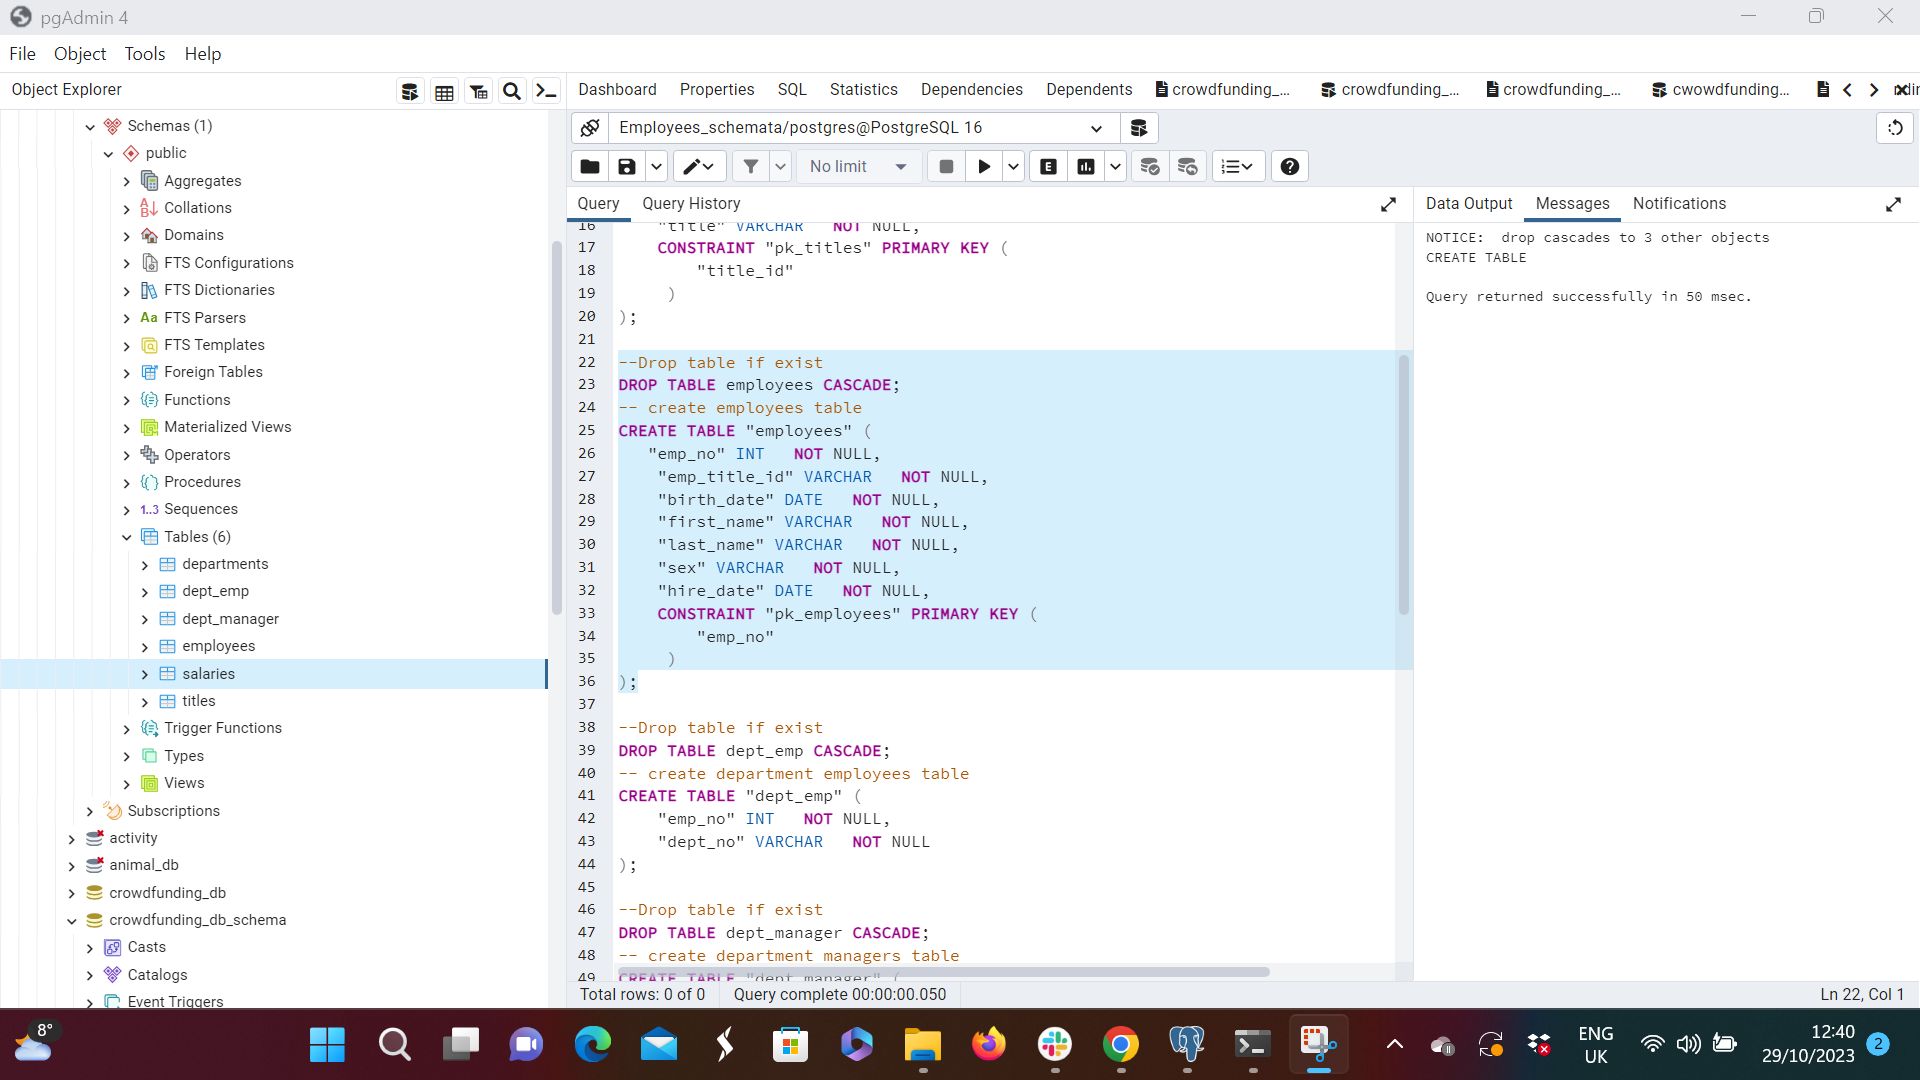 pgAdmin 4
File Object Tools Help
Object Explorer
Dashboard Properties SQL Statistics Dependencies Dependents crowdfunding_... crowdfunding_... crowdfunding_... cwowdfunding...
Schemas (1)
public
Aggregates
Collations
Domains
FTS Configurations
FTS Dictionaries
FTS Parsers
FTS Templates
Foreign Tables
Functions
Materialized Views
Operators
Procedures
1..3 Sequences
Tables (6)
departments
dept_emp
dept_manager
employees
salaries
titles
Trigger Functions
Types
Views
Subscriptions
activity
animal_db
crowdfunding_db
crowdfunding_db_schema
Casts
Catalogs
Event Triggers
Employees_schemata/postgres@PostgreSQL 16
No limit
Query Query History
16 "title" VARCHAR NOT NULL,
17 CONSTRAINT "pk_titles" PRIMARY KEY (
18 "title_id"
19 )
20 );
21
22 --Drop table if exist
23 DROP TABLE employees CASCADE;
24 -- create employees table
25 CREATE TABLE "employees" (
26 "emp_no" INT NOT NULL,
27 "emp_title_id" VARCHAR NOT NULL,
28 "birth_date" DATE NOT NULL,
29 "first_name" VARCHAR NOT NULL,
30 "last_name" VARCHAR NOT NULL,
31 "sex" VARCHAR NOT NULL,
32 "hire_date" DATE NOT NULL,
33 CONSTRAINT "pk_employees" PRIMARY KEY (
34 "emp_no"
35 )
36 );
37
38 --Drop table if exist
39 DROP TABLE dept_emp CASCADE;
40 -- create department employees table
41 CREATE TABLE "dept_emp" (
42 "emp_no" INT NOT NULL,
43 "dept_no" VARCHAR NOT NULL
44 );
45
46 --Drop table if exist
47 DROP TABLE dept_manager CASCADE;
48 -- create department managers table
49 CREATE TABLE "dept_manager" (
Data Output Messages Notifications
NOTICE: drop cascades to 3 other objects
CREATE TABLE
Query returned successfully in 50 msec.
Total rows: 0 of 0 Query complete 00:00:00.050 Ln 22, Col 1
8°
ENG
UK
12:40
29/10/2023
2